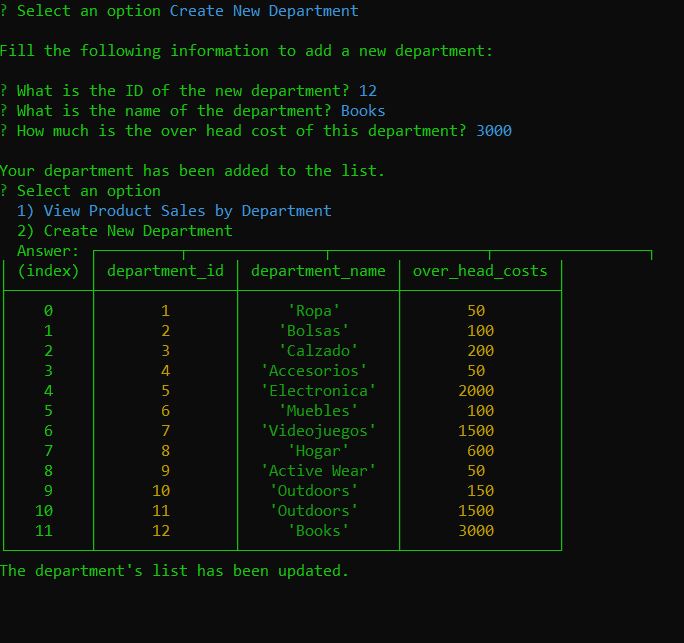 ? Select an option Create New Department
Fill the following information to add a new department:
? What is the ID of the new department? 12
? What is the name of the department? Books
? How much is the over head cost of this department? 3000
Your department has been added to the list.
? Select an option
1) View Product Sales by Department
2) Create New Department
Answer:
(index) department_id department_name over_head_costs
0 1 'Ropa' 50
1 2 'Bolsas' 100
2 3 'Calzado' 200
3 4 'Accesorios' 50
4 5 'Electronica' 2000
5 6 'Muebles' 100
6 7 'Videojuegos' 1500
7 8 'Hogar' 600
8 9 'Active Wear' 50
9 10 'Outdoors' 150
10 11 'Outdoors' 1500
11 12 'Books' 3000
The department's list has been updated.